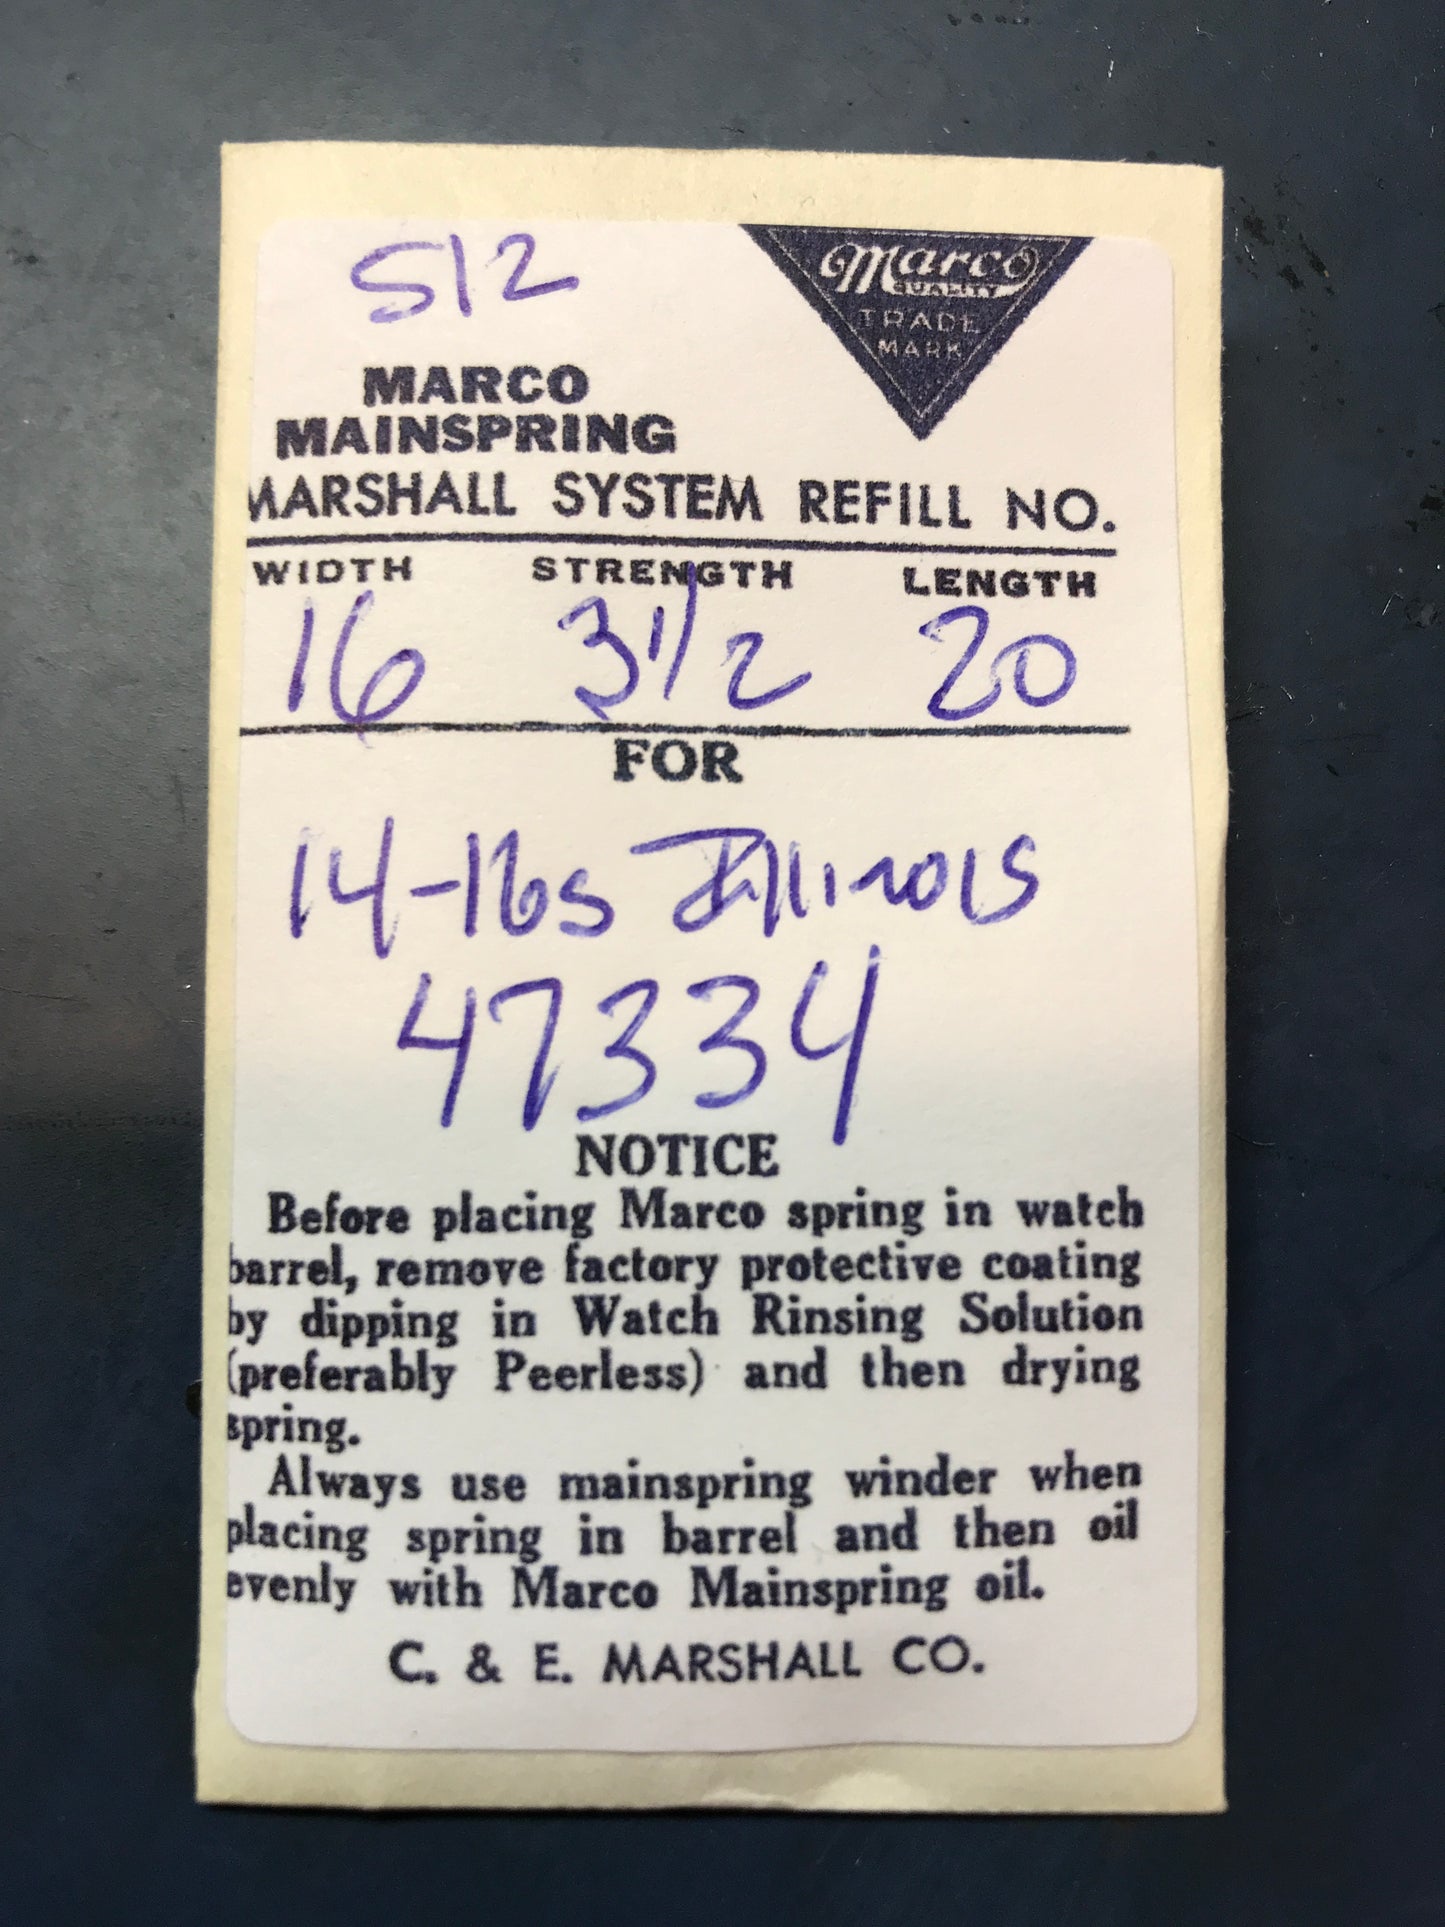 512
Marco
QUALITY
TRADE
MARK
MARCO
MAINSPRING
MARSHALL SYSTEM REFILL NO.
WIDTH STRENGTH LENGTH
16 3 1/2 20
FOR
14-16s Illinois
47334
NOTICE
Before placing Marco spring in watch
barrel, remove factory protective coating
by dipping in Watch Rinsing Solution
(preferably Peerless) and then drying
spring.
Always use mainspring winder when
placing spring in barrel and then oil
evenly with Marco Mainspring oil.
C. & E. MARSHALL CO.